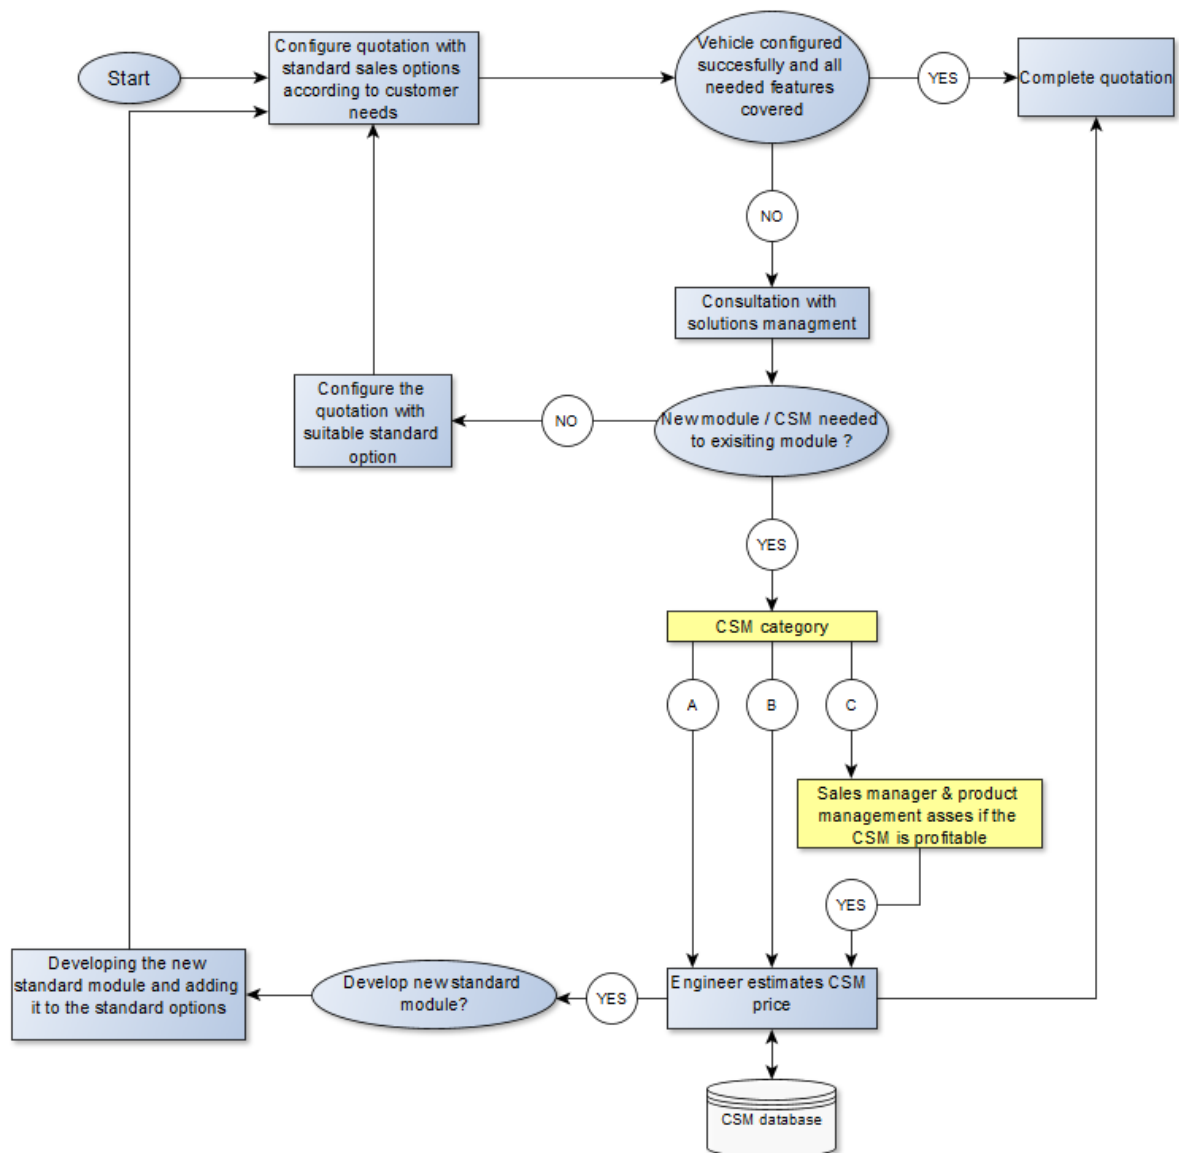 Start
Configure quotation with
standard sales options
according to customer
needs
Vehicle configured
succesfully and all
needed features
covered
YES
Complete quotation
NO
Consultation with
solutions managment
Configure the
quotation with
suitable standard
option
NO
New module / CSM needed
to exisiting module ?
YES
CSM category
A
B
C
Sales manager & product
management asses if the
CSM is profitable
YES
Developing the new
standard module and adding
it to the standard options
Develop new standard
module?
YES
Engineer estimates CSM
price
CSM database